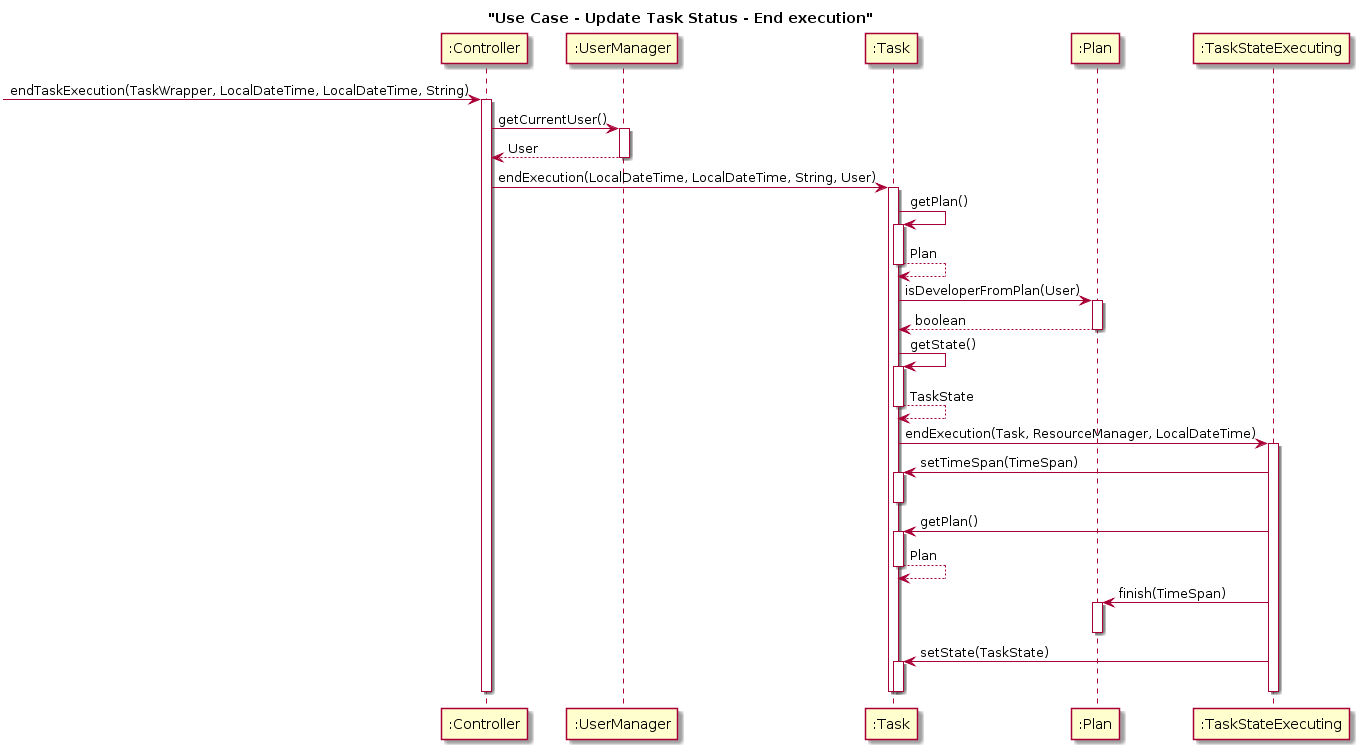 "Use Case - Update Task Status - End execution"
:Controller
:UserManager
:Task
:Plan
:TaskStateExecuting
endTaskExecution(TaskWrapper, LocalDateTime, LocalDateTime, String)
getCurrentUser()
User
endExecution(LocalDateTime, LocalDateTime, String, User)
getPlan()
Plan
isDeveloperFromPlan(User)
boolean
getState()
TaskState
endExecution(Task, ResourceManager, LocalDateTime)
setTimeSpan(TimeSpan)
getPlan()
Plan
finish(TimeSpan)
setState(TaskState)
:Controller
:UserManager
:Task
:Plan
:TaskStateExecuting